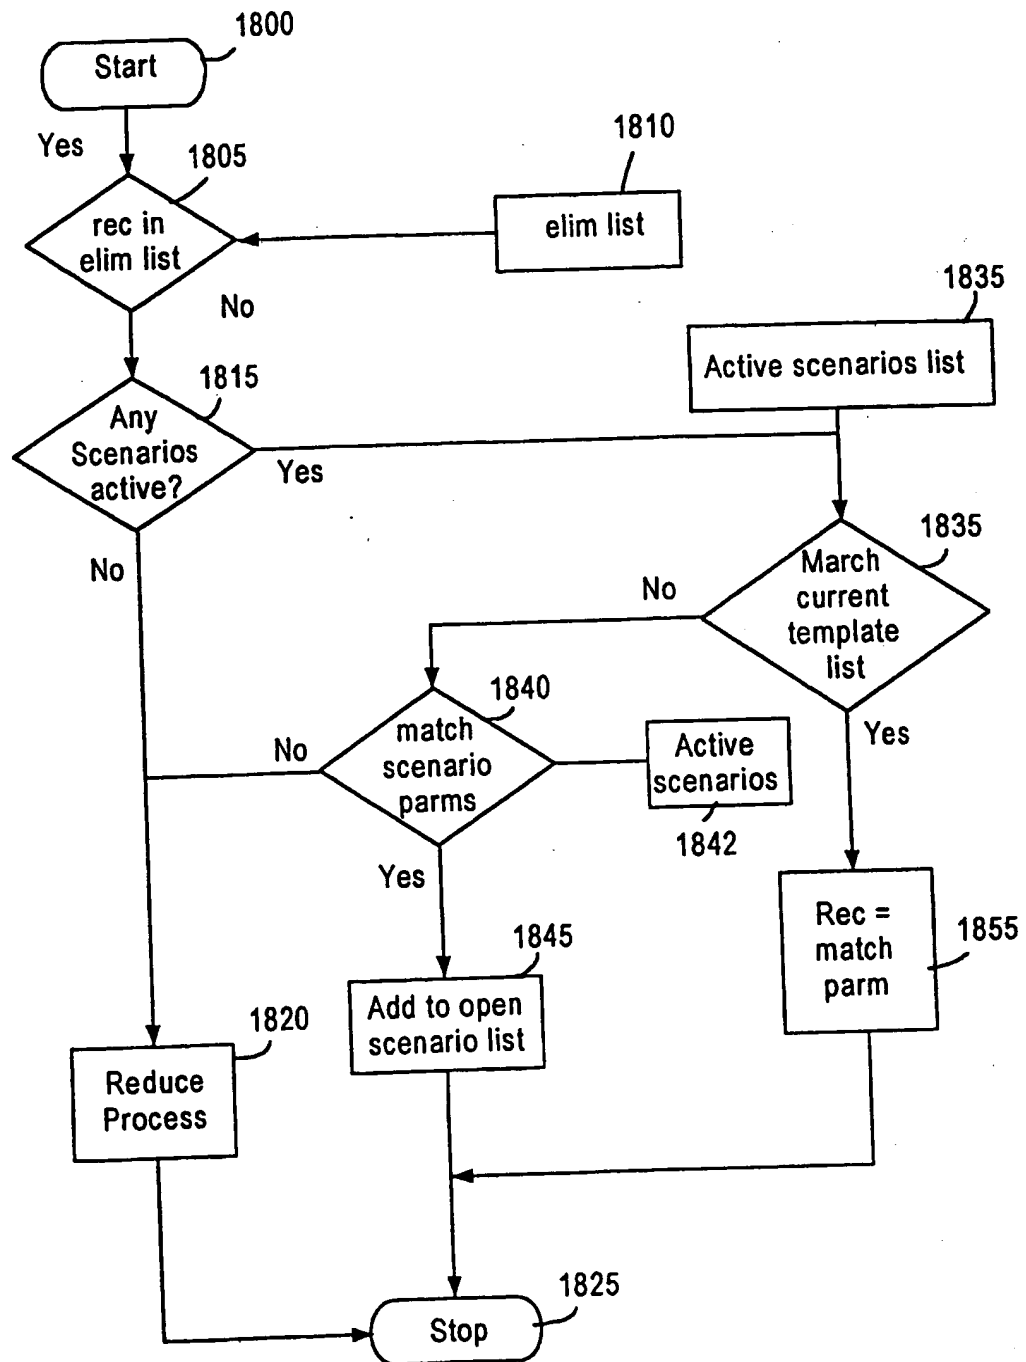 1800
Start
Yes
1805
rec in
elim list
1810
elim list
No
1835
Active scenarios list
1815
Any
Scenarios
active?
Yes
No
1835
March
current
template
list
No
Yes
1840
match
scenario
parms
No
Active
scenarios
1842
Yes
Rec =
match
parm
1855
1845
Add to open
scenario list
1820
Reduce
Process
1825
Stop